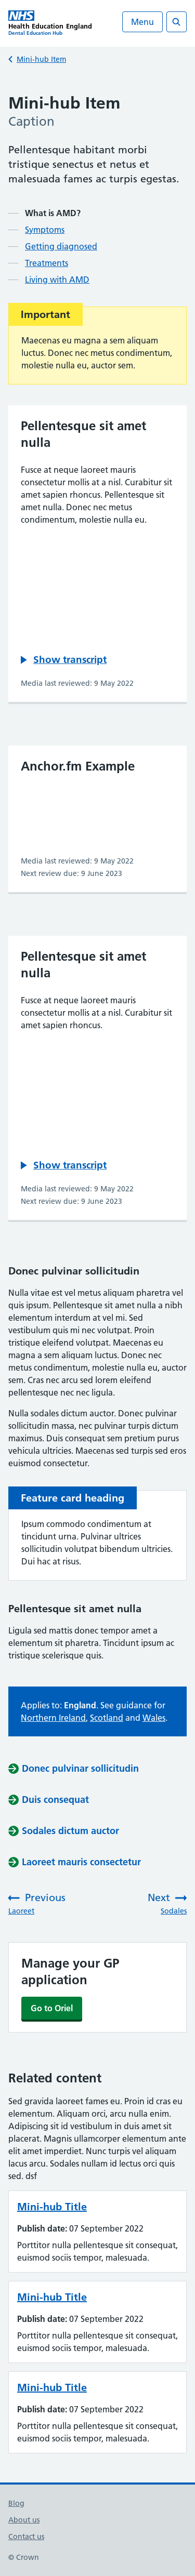 NHS
Health Education England
Dental Education Hub
Menu
Mini-hub Item
Mini-hub Item
Caption
Pellentesque habitant morbi
tristique senectus et netus et
malesuada fames ac turpis egestas.
What is AMD?
Symptoms
Getting diagnosed
Treatments
Living with AMD
Important
Maecenas eu magna a sem aliquam
luctus. Donec nec metus condimentum,
molestie nulla eu, auctor sem.
Pellentesque sit amet
nulla
Fusce at neque laoreet mauris
consectetur mollis at a nisl. Curabitur sit
amet sapien rhoncus. Pellentesque sit
amet nulla. Donec nec metus
condimentum, molestie nulla eu.
Show transcript
Media last reviewed: 9 May 2022
Anchor.fm Example
Media last reviewed: 9 May 2022
Next review due: 9 June 2023
Pellentesque sit amet
nulla
Fusce at neque laoreet mauris
consectetur mollis at a nisl. Curabitur sit
amet sapien rhoncus.
Show transcript
Media last reviewed: 9 May 2022
Next review due: 9 June 2023
Donec pulvinar sollicitudin
Nulla vitae est vel metus aliquam pharetra vel
quis ipsum. Pellentesque sit amet nulla a nibh
elementum interdum at vel mi. Sed
vestibulum quis mi nec volutpat. Proin
tristique eleifend volutpat. Maecenas eu
magna a sem aliquam luctus. Donec nec
metus condimentum, molestie nulla eu, auctor
sem. Cras nec arcu sed lorem eleifend
pellentesque nec nec ligula.
Nulla sodales dictum auctor. Donec pulvinar
sollicitudin massa, nec pulvinar turpis dictum
maximus. Duis consequat sem pretium purus
vehicula ultricies. Maecenas sed turpis sed eros
euismod consectetur.
Feature card heading
Ipsum commodo condimentum at
tincidunt urna. Pulvinar ultrices
sollicitudin volutpat bibendum ultricies.
Dui hac at risus.
Pellentesque sit amet nulla
Ligula sed mattis donec tempor amet a
euismod sit pharetra. Tincidunt ipsum ac
tristique scelerisque quis.
Applies to: England. See guidance for
Northern Ireland, Scotland and Wales.
Donec pulvinar sollicitudin
Duis consequat
Sodales dictum auctor
Laoreet mauris consectetur
Previous
Laoreet
Next
Sodales
Manage your GP
application
Go to Oriel
Related content
Sed gravida laoreet fames eu. Proin id cras eu
elementum. Aliquam orci, arcu nulla enim.
Adipiscing at id vestibulum in duis amet sit
placerat. Magnis ullamcorper elementum ante
elit amet imperdiet. Nunc turpis vel aliquam
lacus arcu. Sodales nullam id lectus orci quis
sed. dsf
Mini-hub Title
Publish date: 07 September 2022
Porttitor nulla pellentesque sit consequat,
euismod sociis tempor, malesuada.
Mini-hub Title
Publish date: 07 September 2022
Porttitor nulla pellentesque sit consequat,
euismod sociis tempor, malesuada.
Mini-hub Title
Publish date: 07 September 2022
Porttitor nulla pellentesque sit consequat,
euismod sociis tempor, malesuada.
Blog
About us
Contact us
© Crown